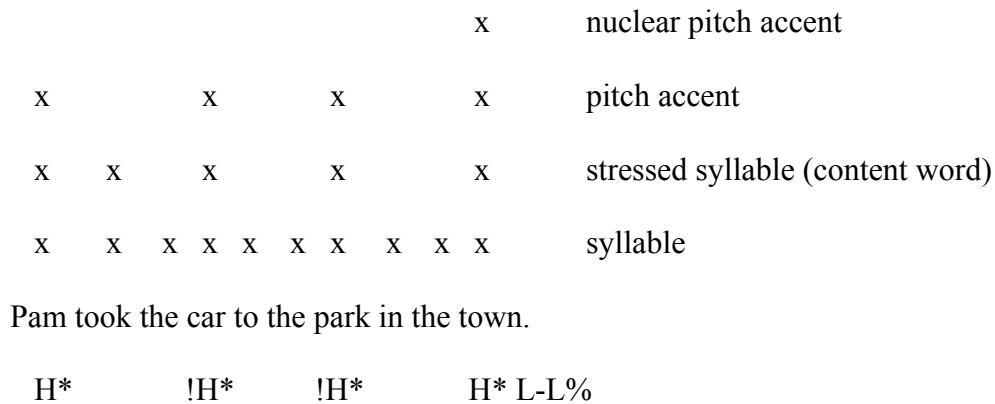 x nuclear pitch accent
x x x x pitch accent
x x x x x stressed syllable (content word)
x x x x x x x x x x syllable
Pam took the car to the park in the town.
H* !H* !H* H* L-L%